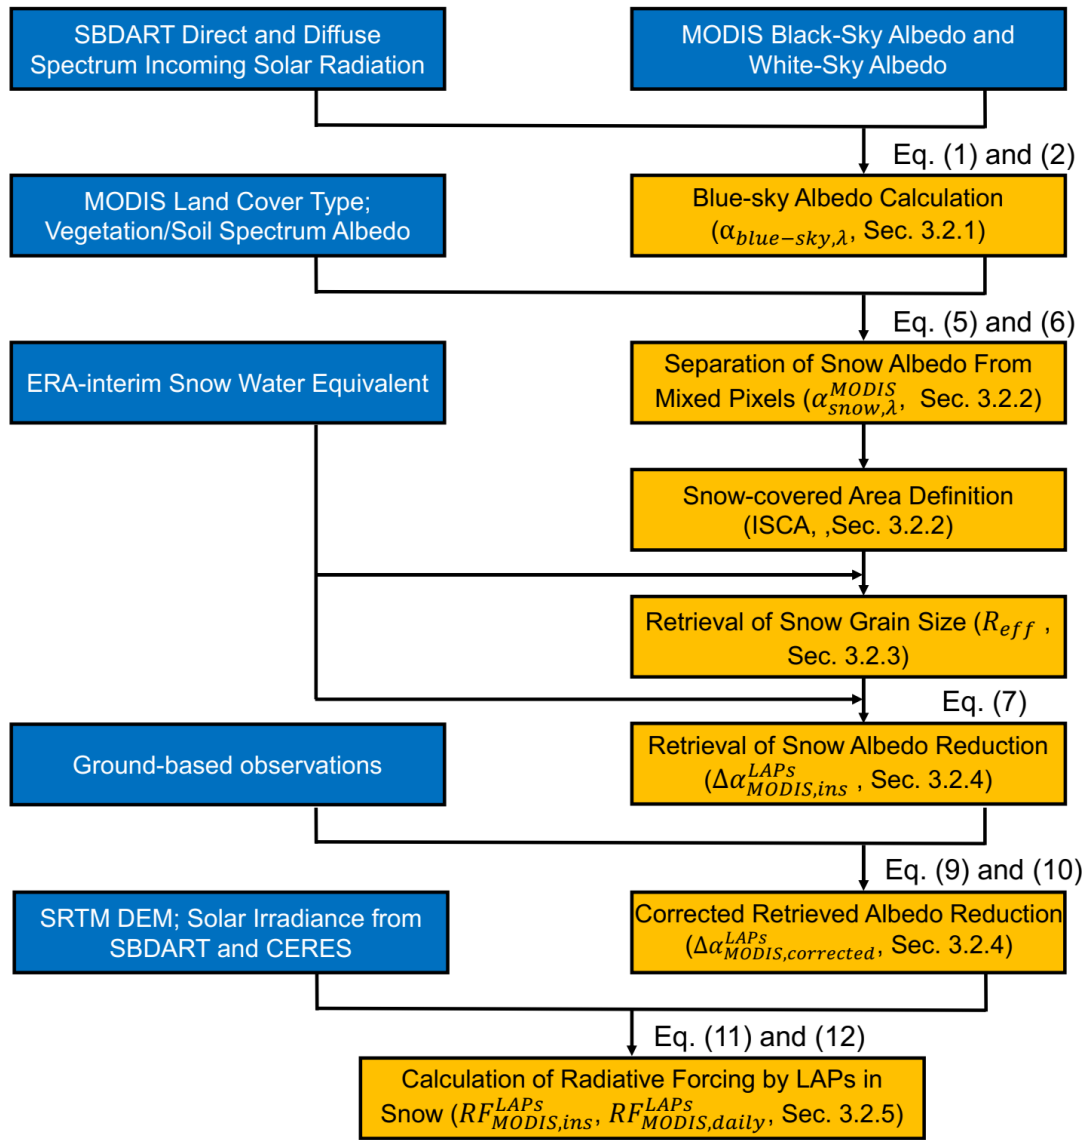 SBDART Direct and Diffuse
Spectrum Incoming Solar Radiation
MODIS Black-Sky Albedo and
White-Sky Albedo
Eq. (1) and (2)
MODIS Land Cover Type;
Vegetation/Soil Spectrum Albedo
Blue-sky Albedo Calculation
(α_{blue−sky,λ}, Sec. 3.2.1)
Eq. (5) and (6)
ERA-interim Snow Water Equivalent
Separation of Snow Albedo From
Mixed Pixels (α_{snow,λ}^{MODIS}, Sec. 3.2.2)
Snow-covered Area Definition
(ISCA, ,Sec. 3.2.2)
Retrieval of Snow Grain Size (R_{eff} ,
Sec. 3.2.3)
Eq. (7)
Ground-based observations
Retrieval of Snow Albedo Reduction
(Δα_{MODIS,ins}^{LAPs} , Sec. 3.2.4)
Eq. (9) and (10)
SRTM DEM; Solar Irradiance from
SBDART and CERES
Corrected Retrieved Albedo Reduction
(Δα_{MODIS,corrected}^{LAPs}, Sec. 3.2.4)
Eq. (11) and (12)
Calculation of Radiative Forcing by LAPs in
Snow (RF_{MODIS,ins}^{LAPs}, RF_{MODIS,daily}^{LAPs}, Sec. 3.2.5)